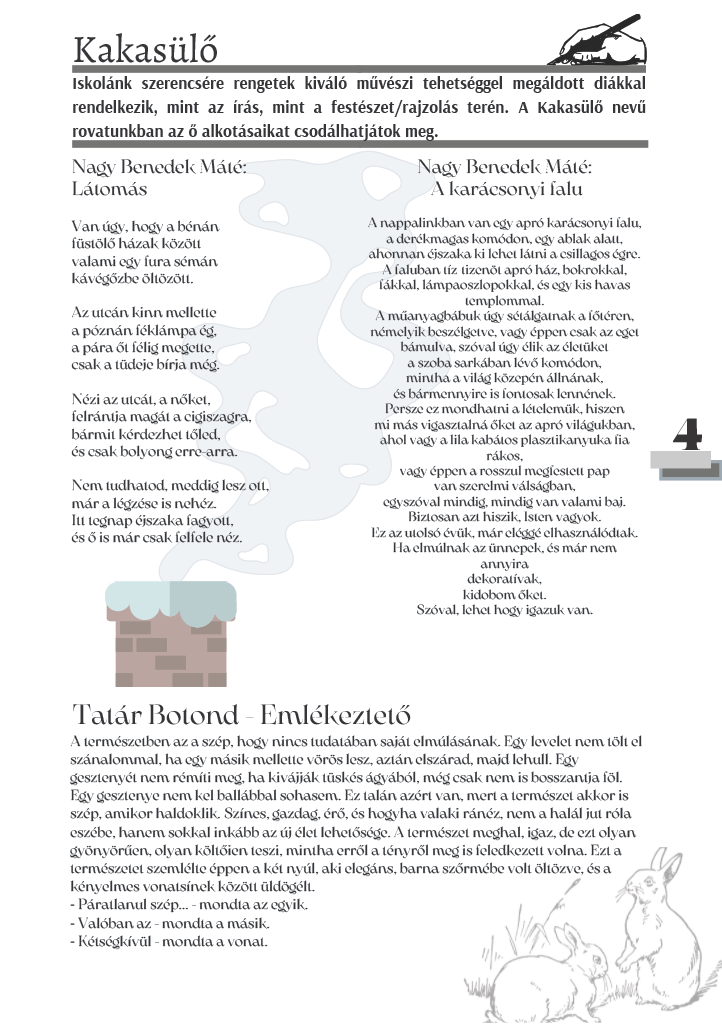 Kakasülő
Iskolánk szerencsére rengetek kiváló művészi tehetséggel megáldott diákkal
rendelkezik, mint az írás, mint a festészet/rajzolás terén. A Kakasülő nevű
rovatunkban az ő alkotásaikat csodálhatjátok meg.
Nagy Benedek Máté:
Látomás
Van úgy, hogy a bénán
füstölő házak között
valami egy fura sémán
kávégőzbe öltözött.
Az utcán kinn mellette
a póznán féklámpa ég,
a pára őt félig megette,
csak a tüdeje bírja még.
Nézi az utcát, a nőket,
felrántja magát a cigiszagra,
bármit kérdezhet tőled,
és csak bolyong erre-arra.
Nem tudhatod, meddig lesz ott,
már a légzése is nehéz.
Itt tegnap éjszaka fagyott,
és ő is már csak felfele néz.
Nagy Benedek Máté:
A karácsonyi falu
A nappalinkban van egy apró karácsonyi falu,
a derékmagas komódon, egy ablak alatt,
ahonnan éjszaka ki lehet látni a csillagos égre.
A faluban tíz tizenöt apró ház, bokrokkal,
fákkal, lámpaoszlopokkal, és egy kis havas
templommal.
A műanyagbábuk úgy sétálgatnak a főtéren,
némelyik beszélgetve, vagy éppen csak az eget
bámulva, szóval úgy élik az életüket
a szoba sarkában lévő komódon,
mintha a világ közepén állnának,
és bármennyire is fontosak lennének.
Persze ez mondhatni a lételemük, hiszen
mi más vigasztalná őket az apró világukban,
ahol vagy a lila kabátos plasztikanyuka fia
rákos,
vagy éppen a rosszul megfestett pap
van szerelmi válságban,
egyszóval mindig, mindig van valami baj.
Biztosan azt hiszik, Isten vagyok.
Ez az utolsó évük, már eléggé elhasználódtak.
Ha elmúlnak az ünnepek, és már nem
annyira
dekoratívak,
kidobom őket.
Szóval, lehet hogy igazuk van.
4
Tatár Botond - Emlékeztető
A természetben az a szép, hogy nincs tudatában saját elmúlásának. Egy levelet nem tölt el
szánalommal, ha egy másik mellette vörös lesz, aztán elszárad, majd lehull. Egy
gesztenyét nem rémíti meg, ha kivájják tüskés ágyából, még csak nem is bosszantja föl.
Egy gesztenye nem kel ballábbal sohasem. Ez talán azért van, mert a természet akkor is
szép, amikor haldoklik. Színes, gazdag, érő, és hogyha valaki ránéz, nem a halál jut róla
eszébe, hanem sokkal inkább az új élet lehetősége. A természet meghal, igaz, de ezt olyan
gyönyörűen, olyan költőien teszi, mintha erről a tényről meg is feledkezett volna. Ezt a
természetet szemlélte éppen a két nyúl, aki elegáns, barna szőrmébe volt öltözve, és a
kényelmes vonatsínek között üldögélt.
- Páratlanul szép... - mondta az egyik.
- Valóban az - mondta a másik.
- Kétségkívül - mondta a vonat.